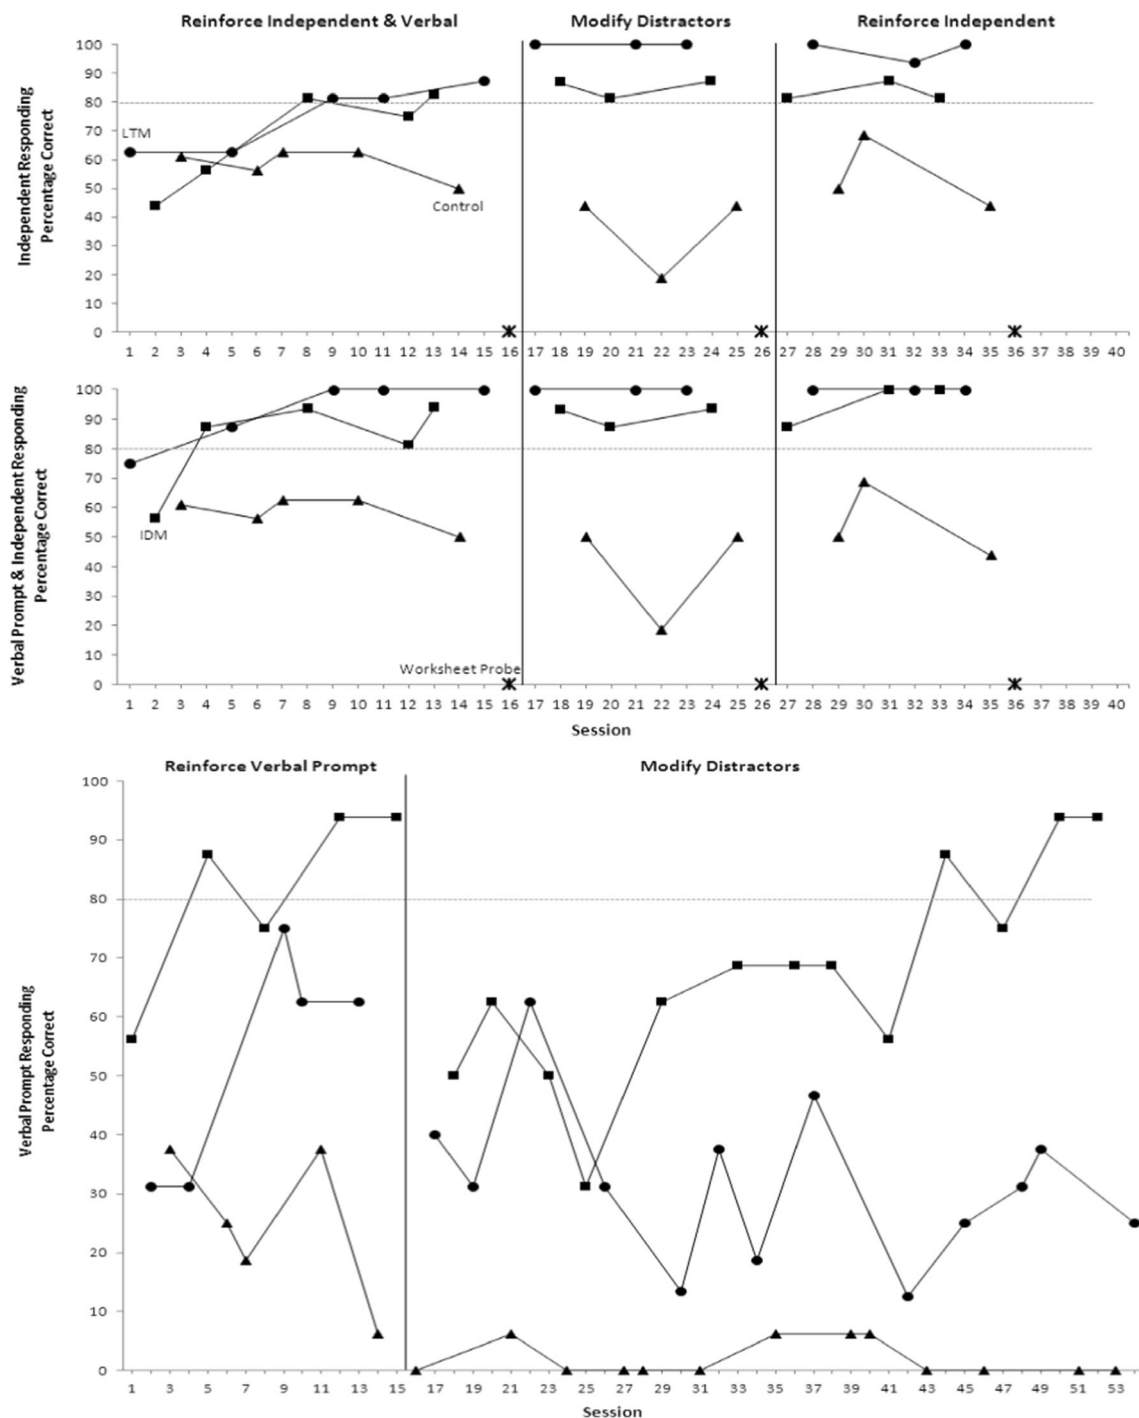 Reinforce Independent & Verbal
Modify Distractors
Reinforce Independent
Independent Responding
Percentage Correct
100
90
80
70
60
50
40
30
20
10
0
LTM
Control
1 2 3 4 5 6 7 8 9 10 11 12 13 14 15 16 17 18 19 20 21 22 23 24 25 26 27 28 29 30 31 32 33 34 35 36 37 38 39 40
Verbal Prompt & Independent Responding
Percentage Correct
100
90
80
70
60
50
40
30
20
10
0
IDM
Worksheet Probe
1 2 3 4 5 6 7 8 9 10 11 12 13 14 15 16 17 18 19 20 21 22 23 24 25 26 27 28 29 30 31 32 33 34 35 36 37 38 39 40
Session
Reinforce Verbal Prompt
Modify Distractors
Verbal Prompt Responding
Percentage Correct
100
90
80
70
60
50
40
30
20
10
0
1 3 5 7 9 11 13 15 17 19 21 23 25 27 29 31 33 35 37 39 41 43 45 47 49 51 53
Session